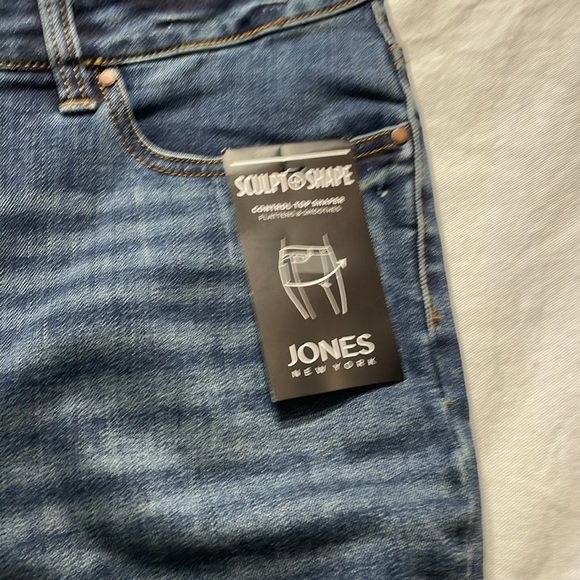 SCULPT&SHAPE
CONTROL TOP SHAPER
FLATTENS & SMOOTHES
JONES
NEW YORK